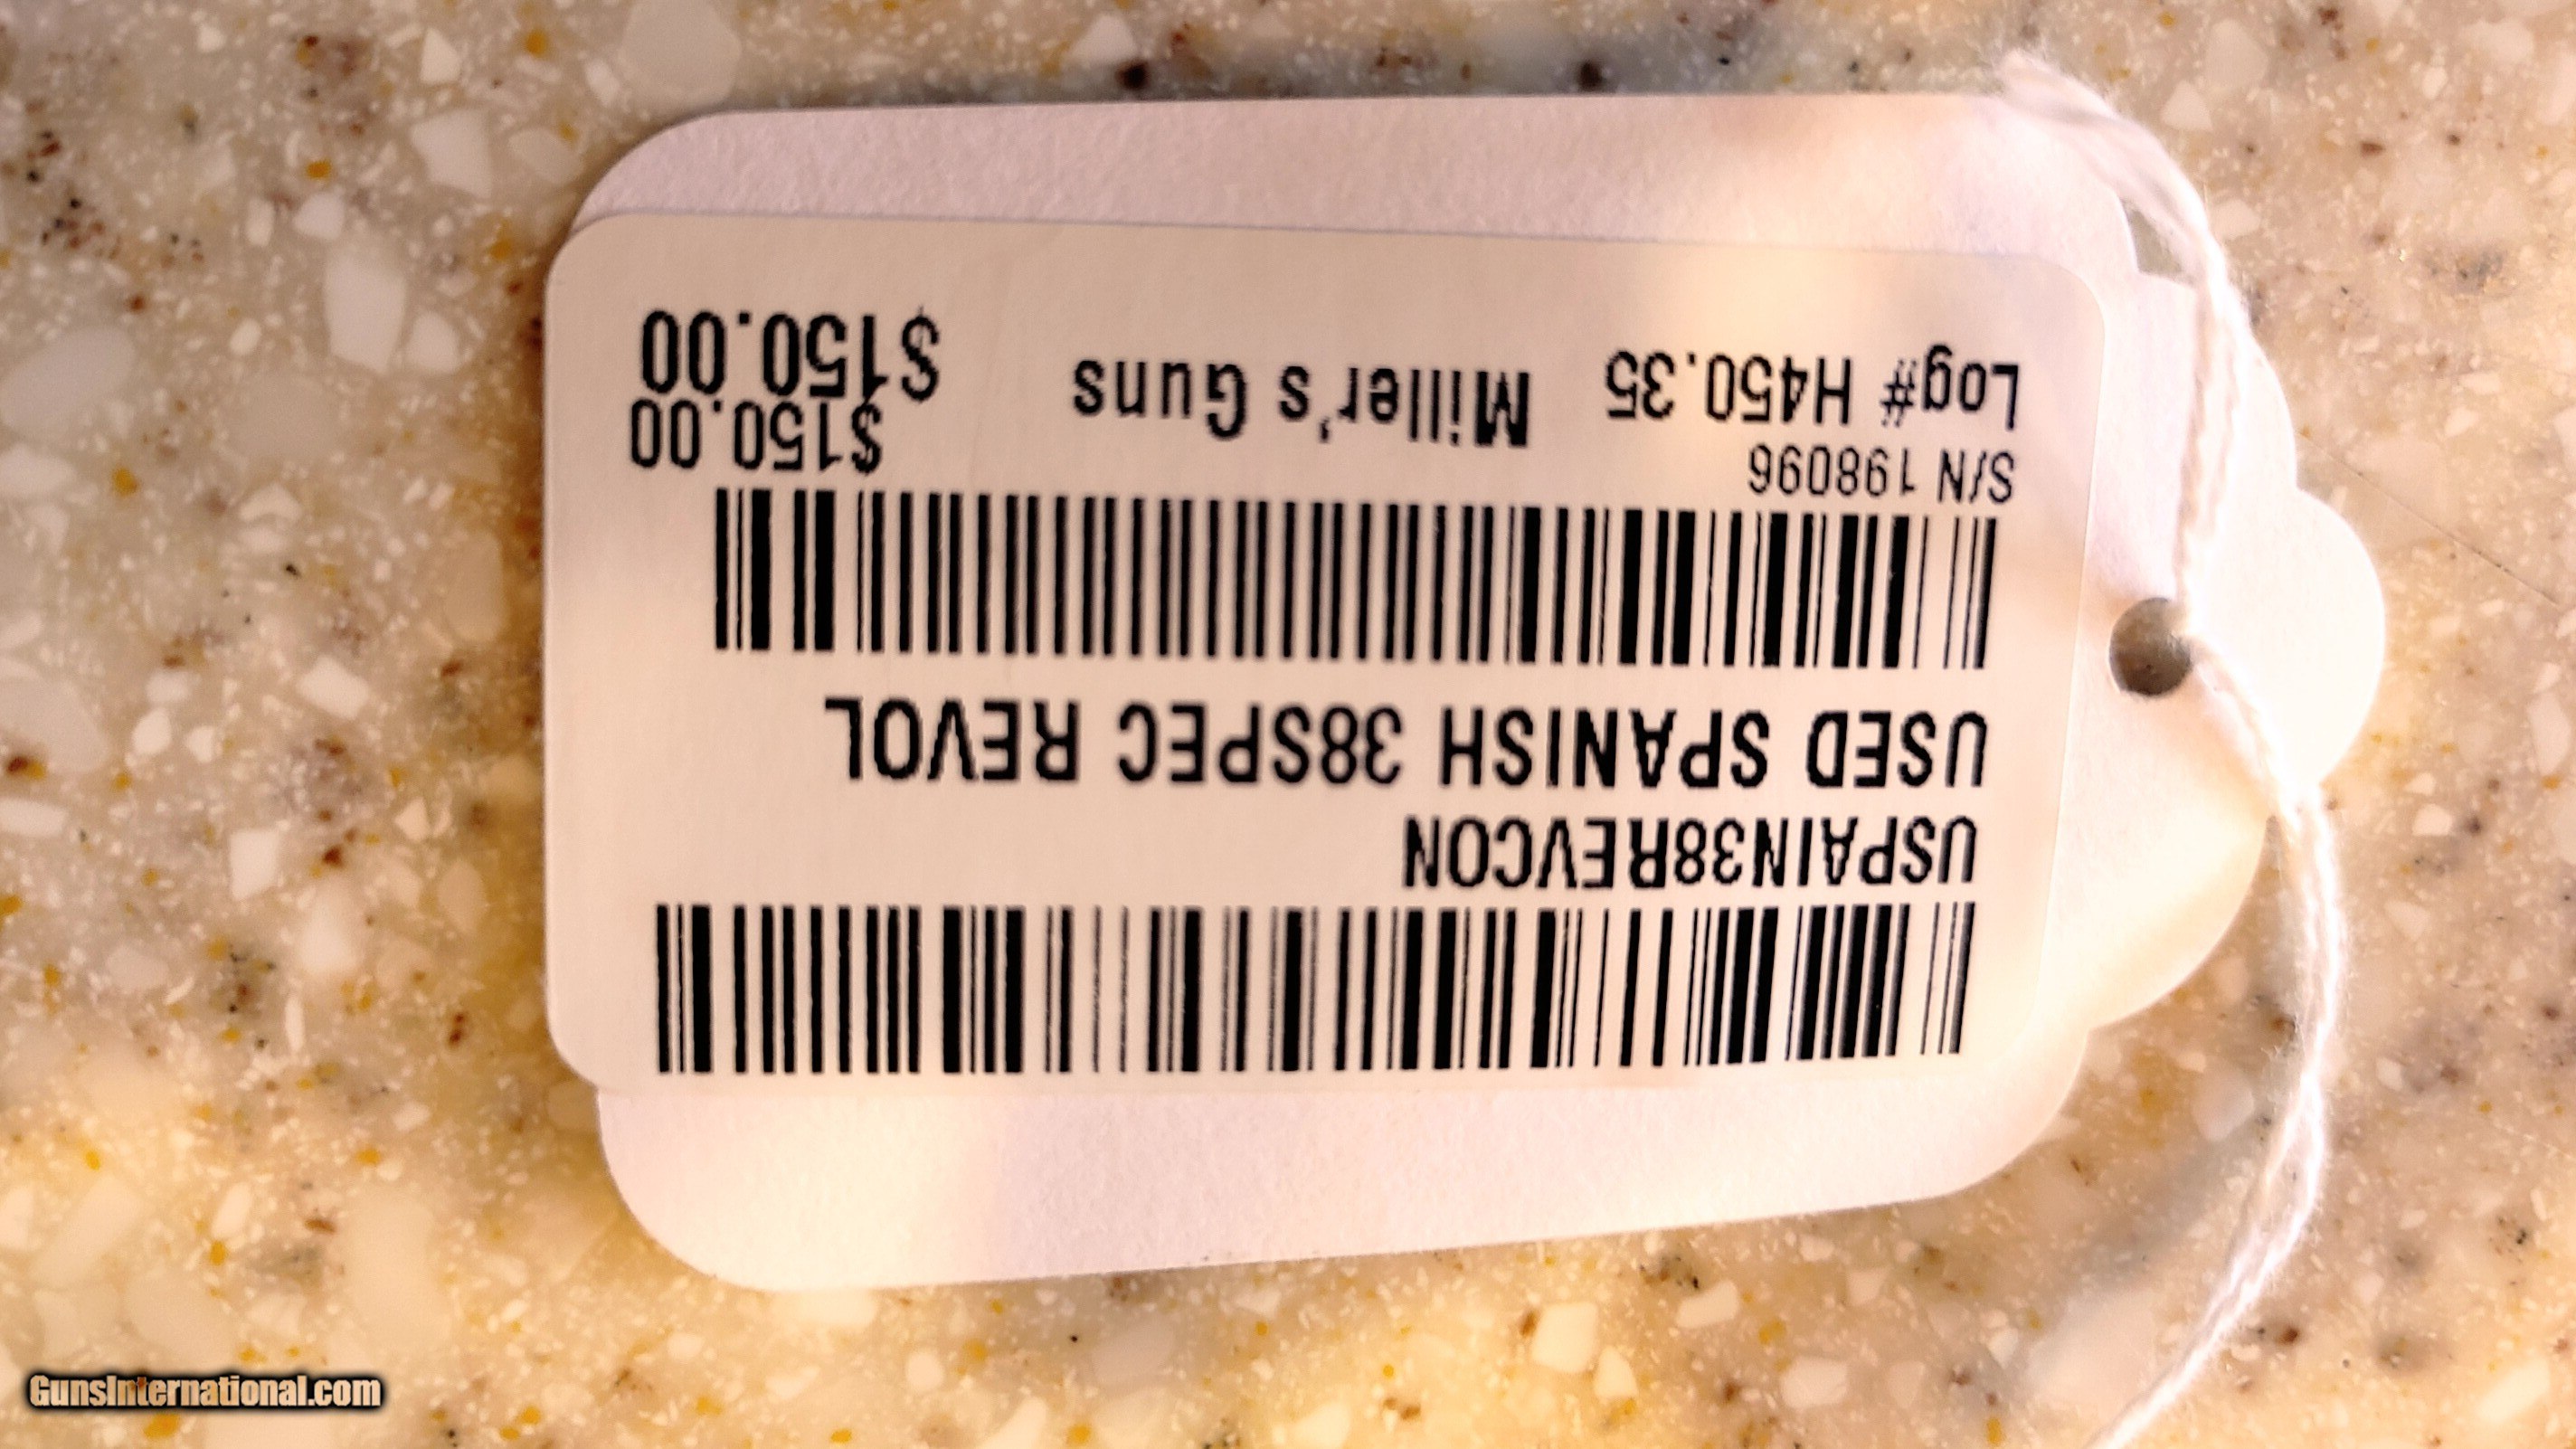 USPAIN38REVCON
USED SPANISH 38SPEC REVOL
S/N 198096 $150.00
Log# H450.35 Miller's Guns $150.00
GunsInternational.com